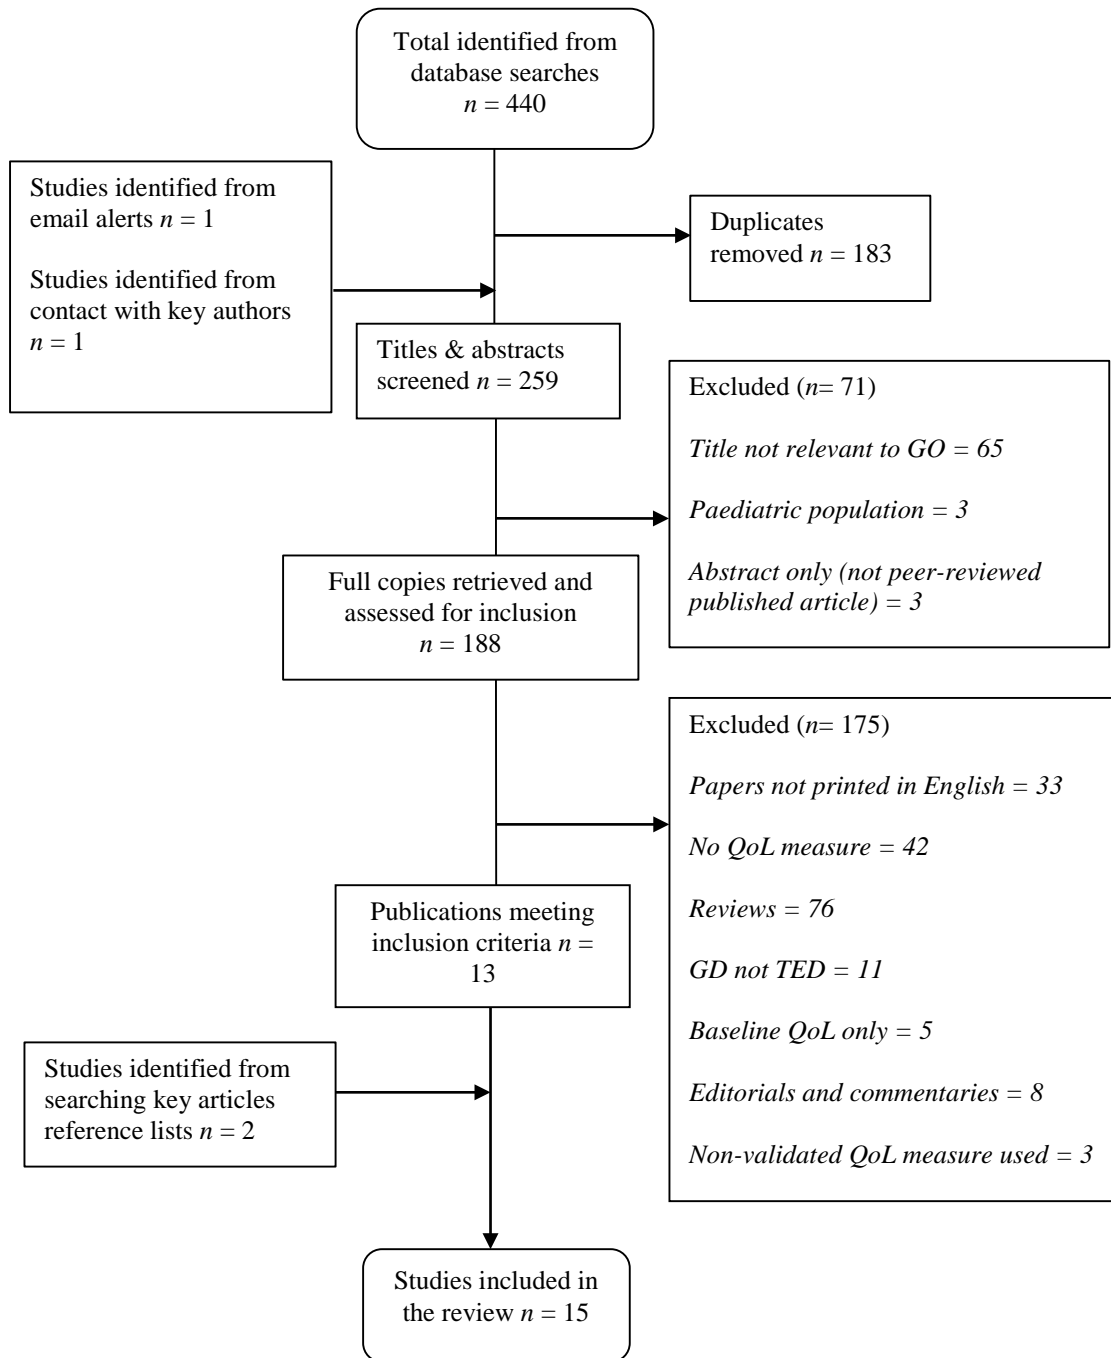 Total identified from
database searches
n = 440
Studies identified from
email alerts n = 1
Studies identified from
contact with key authors
n = 1
Duplicates
removed n = 183
Titles & abstracts
screened n = 259
Excluded (n= 71)
Title not relevant to GO = 65
Paediatric population = 3
Abstract only (not peer-reviewed
published article) = 3
Full copies retrieved and
assessed for inclusion
n = 188
Excluded (n= 175)
Papers not printed in English = 33
No QoL measure = 42
Reviews = 76
GD not TED = 11
Baseline QoL only = 5
Editorials and commentaries = 8
Non-validated QoL measure used = 3
Publications meeting
inclusion criteria n =
13
Studies identified from
searching key articles
reference lists n = 2
Studies included in
the review n = 15